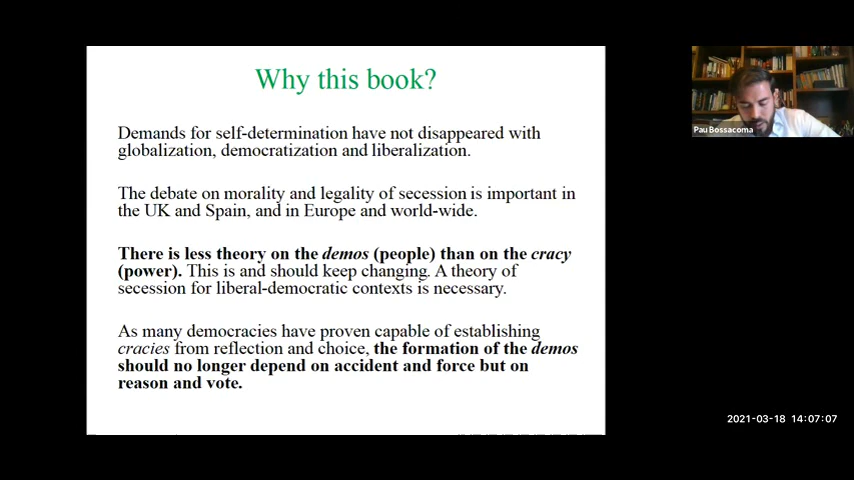 Why this book?
Demands for self-determination have not disappeared with
globalization, democratization and liberalization.
The debate on morality and legality of secession is important in
the UK and Spain, and in Europe and world-wide.
There is less theory on the demos (people) than on the cracy
(power). This is and should keep changing. A theory of
secession for liberal-democratic contexts is necessary.
As many democracies have proven capable of establishing
cracies from reflection and choice, the formation of the demos
should no longer depend on accident and force but on
reason and vote.
Pau Bossacoma
2021-03-18 14:07:07